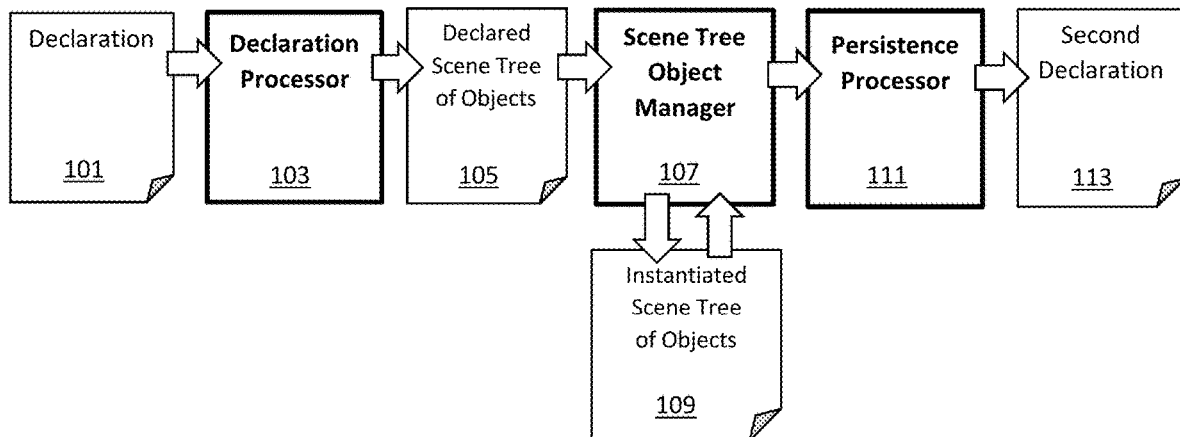 Declaration
101
Declaration
Processor
103
Declared
Scene Tree
of Objects
105
Scene Tree
Object
Manager
107
Persistence
Processor
111
Second
Declaration
113
Instantiated
Scene Tree
of Objects
109